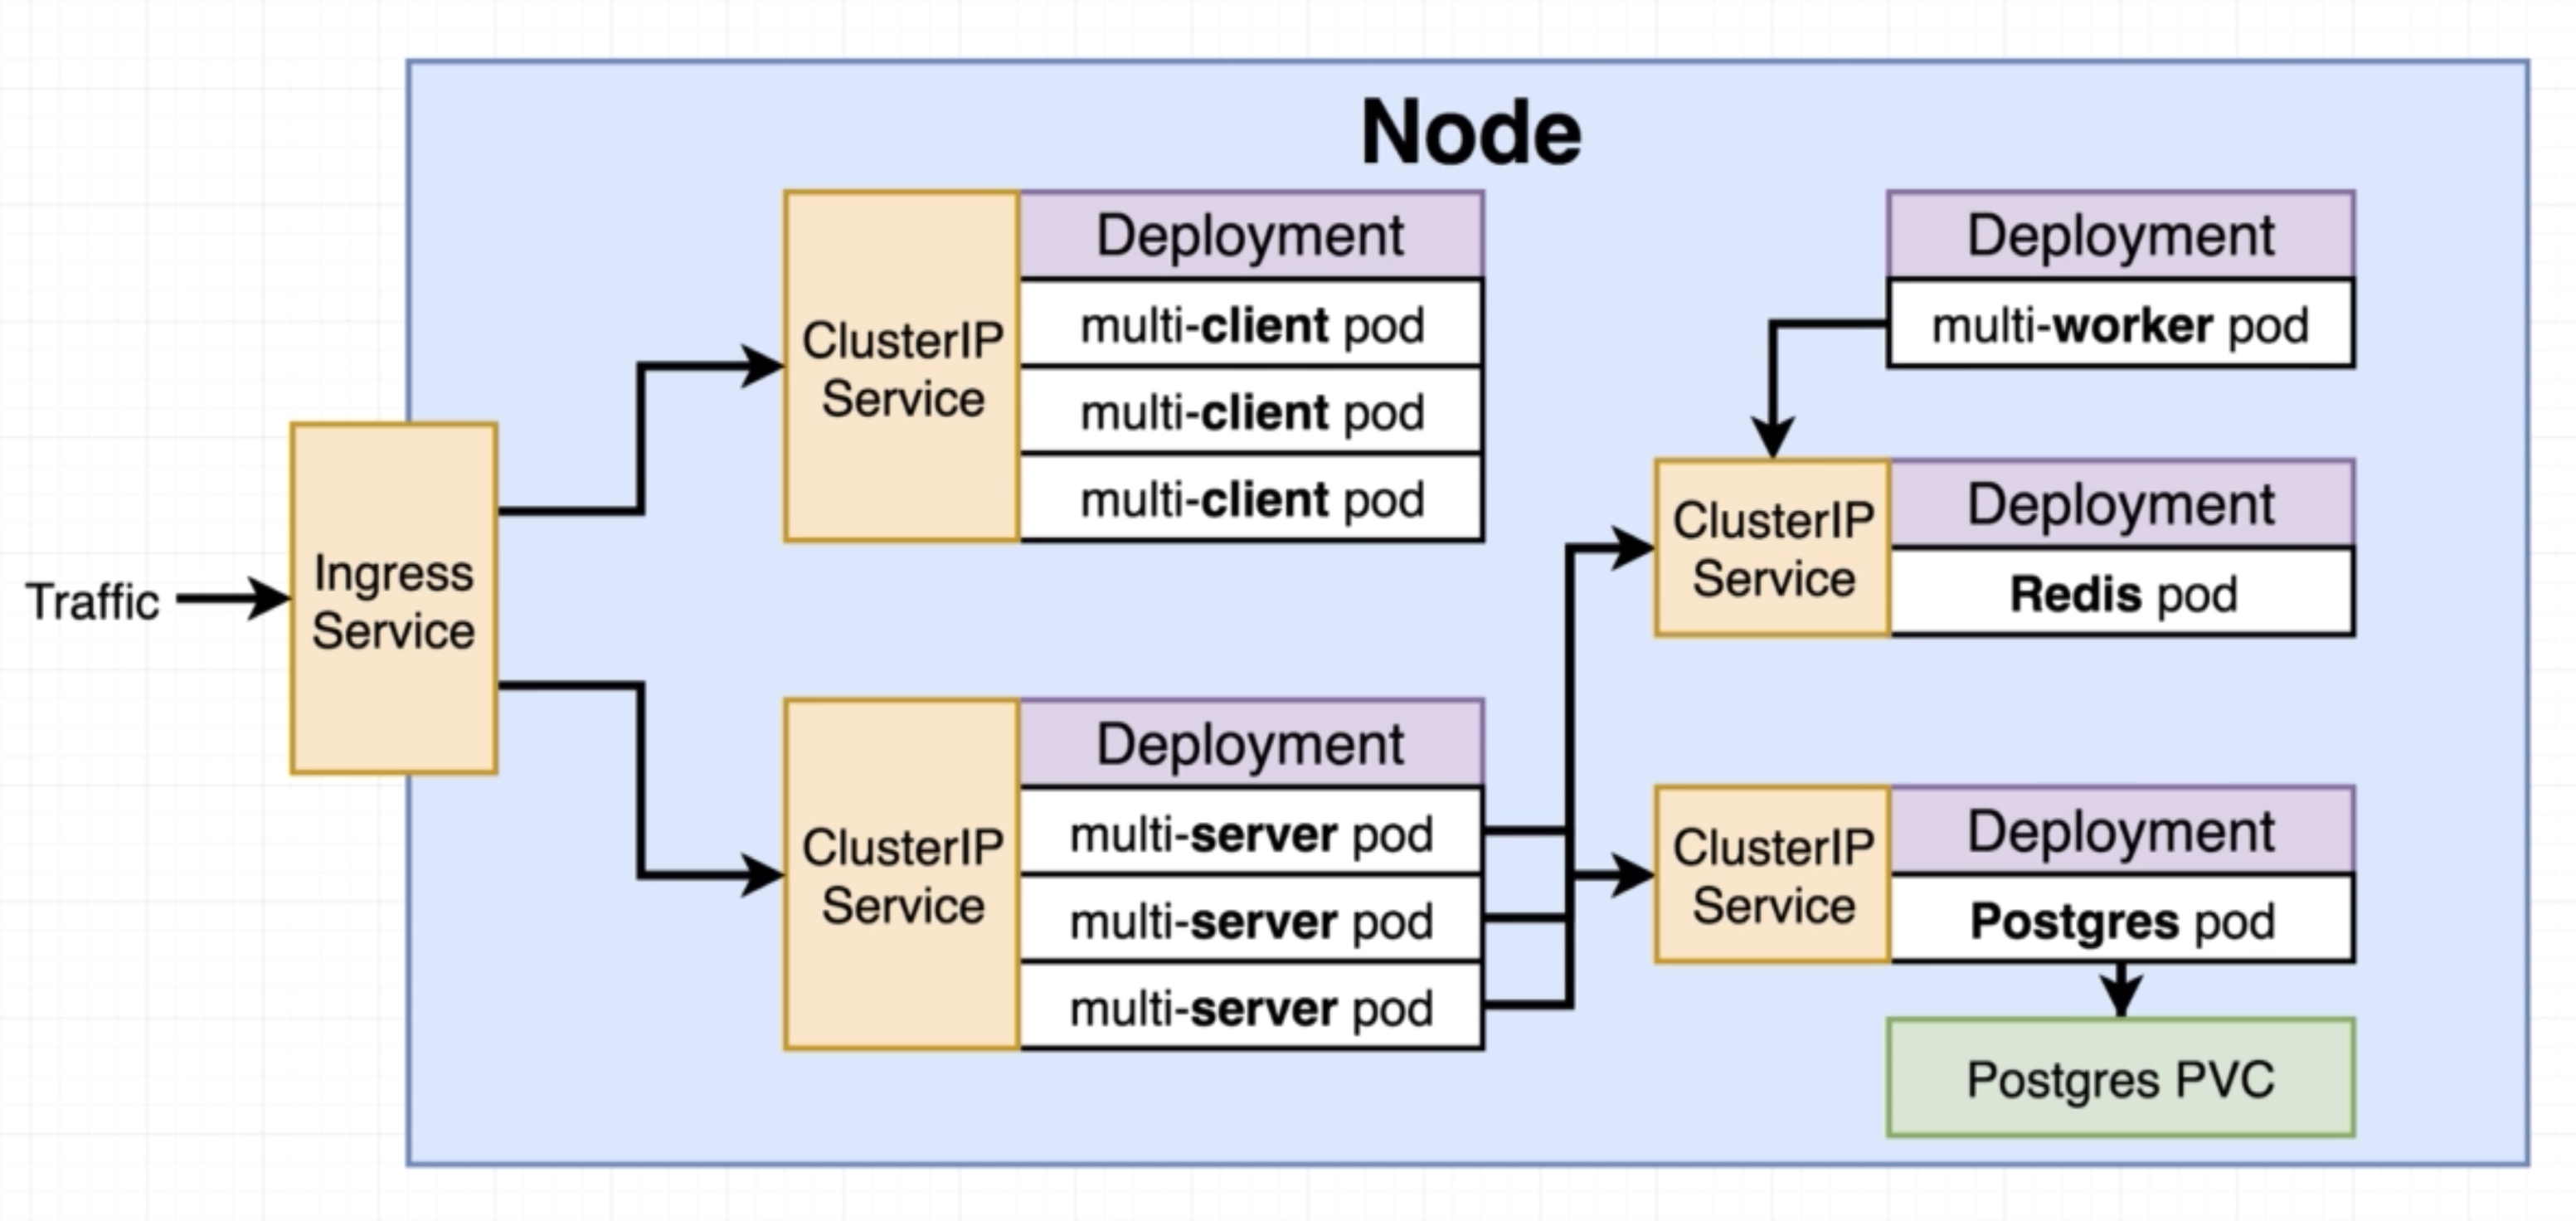 Node
Traffic
Ingress
Service
ClusterIP
Service
Deployment
multi-client pod
multi-client pod
multi-client pod
ClusterIP
Service
Deployment
multi-server pod
multi-server pod
multi-server pod
Deployment
multi-worker pod
ClusterIP
Service
Deployment
Redis pod
ClusterIP
Service
Deployment
Postgres pod
Postgres PVC